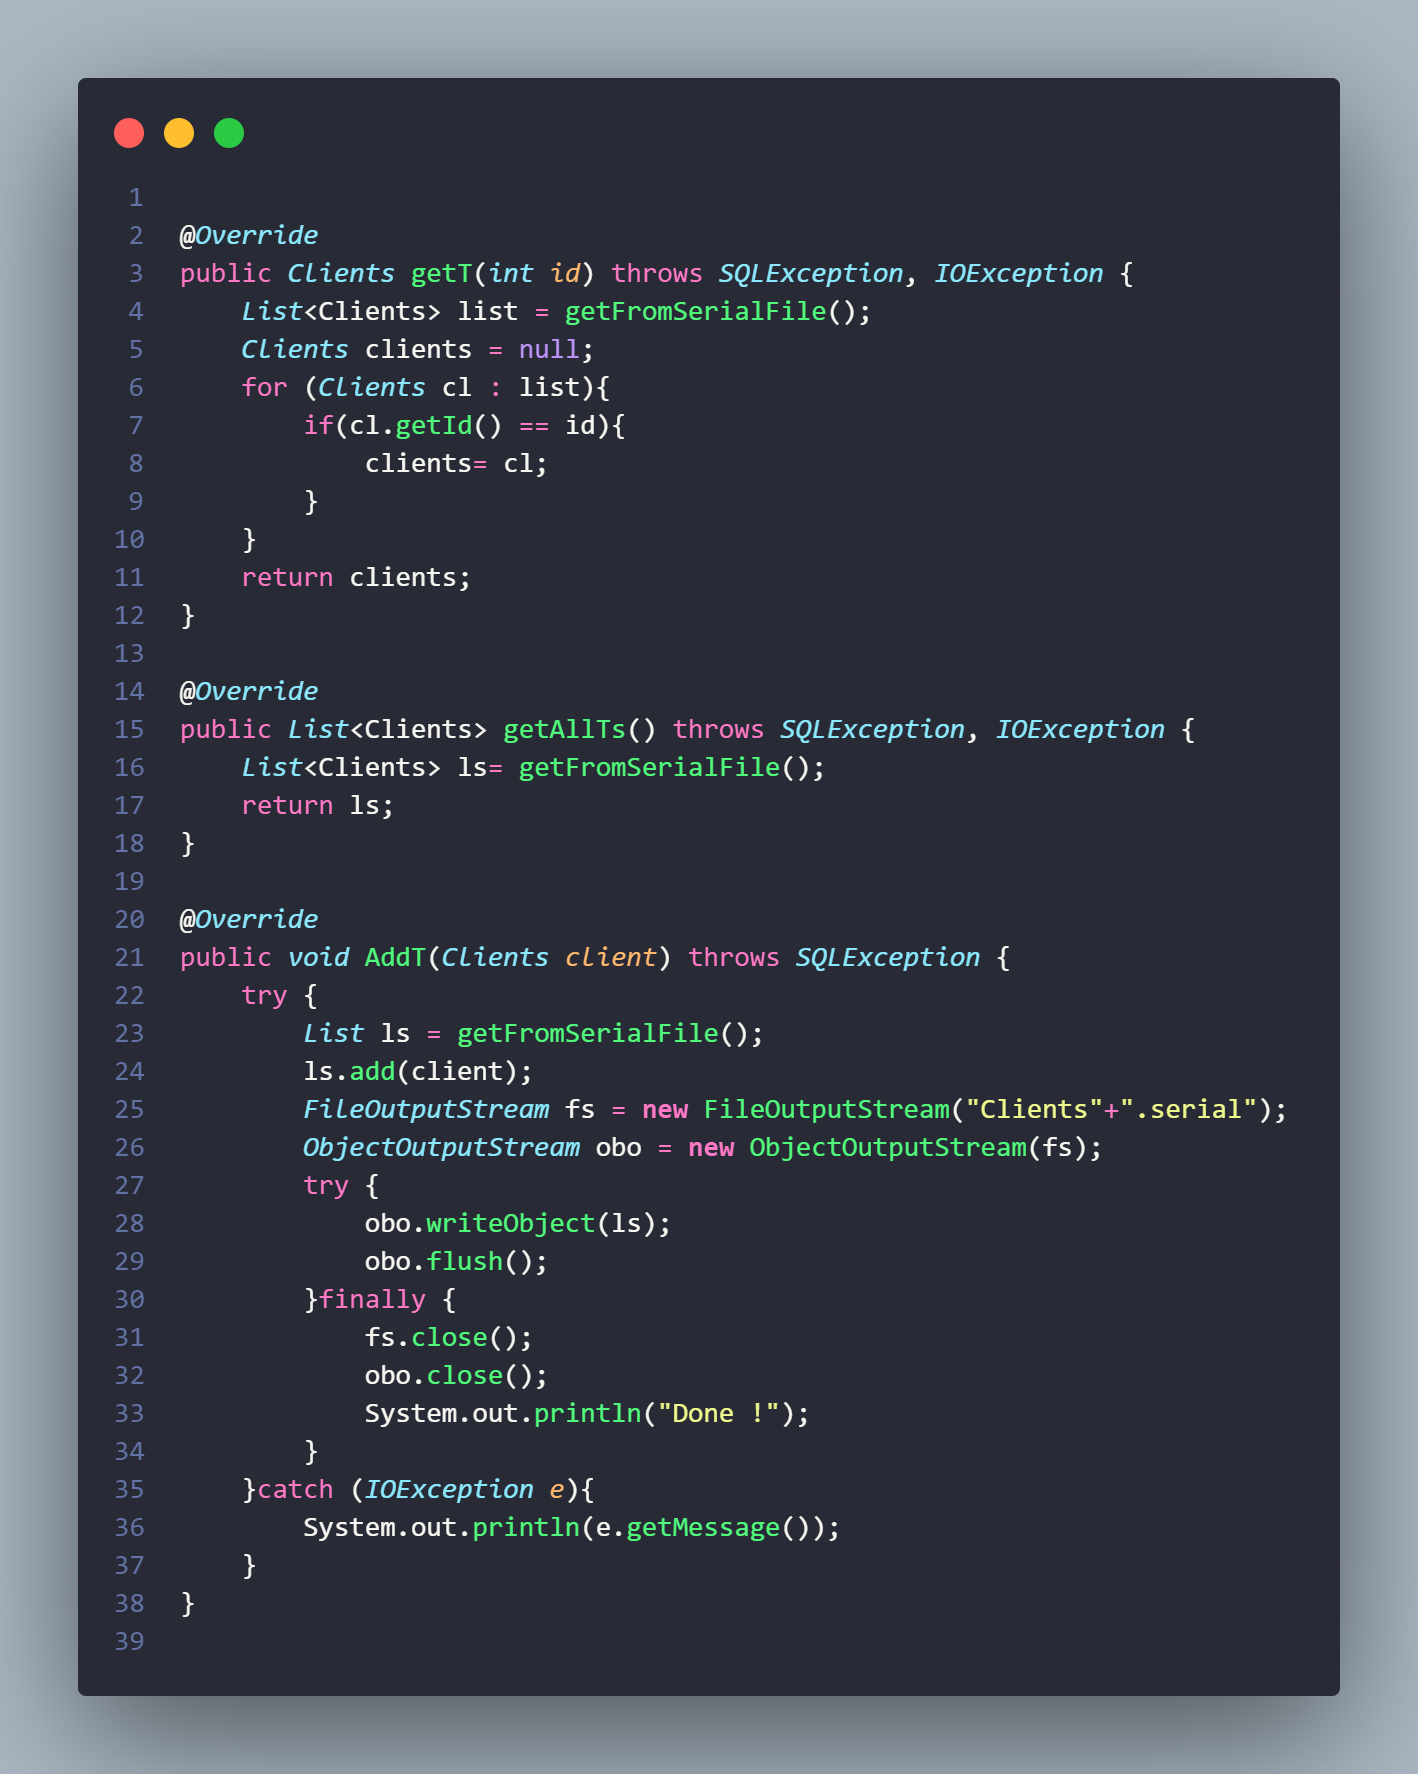 1
2 @Override
3 public Clients getT(int id) throws SQLException, IOException {
4     List<Clients> list = getFromSerialFile();
5     Clients clients = null;
6     for (Clients cl : list){
7         if(cl.getId() == id){
8             clients= cl;
9         }
10     }
11     return clients;
12 }
13
14 @Override
15 public List<Clients> getAllTs() throws SQLException, IOException {
16     List<Clients> ls= getFromSerialFile();
17     return ls;
18 }
19
20 @Override
21 public void AddT(Clients client) throws SQLException {
22     try {
23         List ls = getFromSerialFile();
24         ls.add(client);
25         FileOutputStream fs = new FileOutputStream("Clients"+".serial");
26         ObjectOutputStream obo = new ObjectOutputStream(fs);
27         try {
28             obo.writeObject(ls);
29             obo.flush();
30         }finally {
31             fs.close();
32             obo.close();
33             System.out.println("Done !");
34         }
35     }catch (IOException e){
36         System.out.println(e.getMessage());
37     }
38 }
39